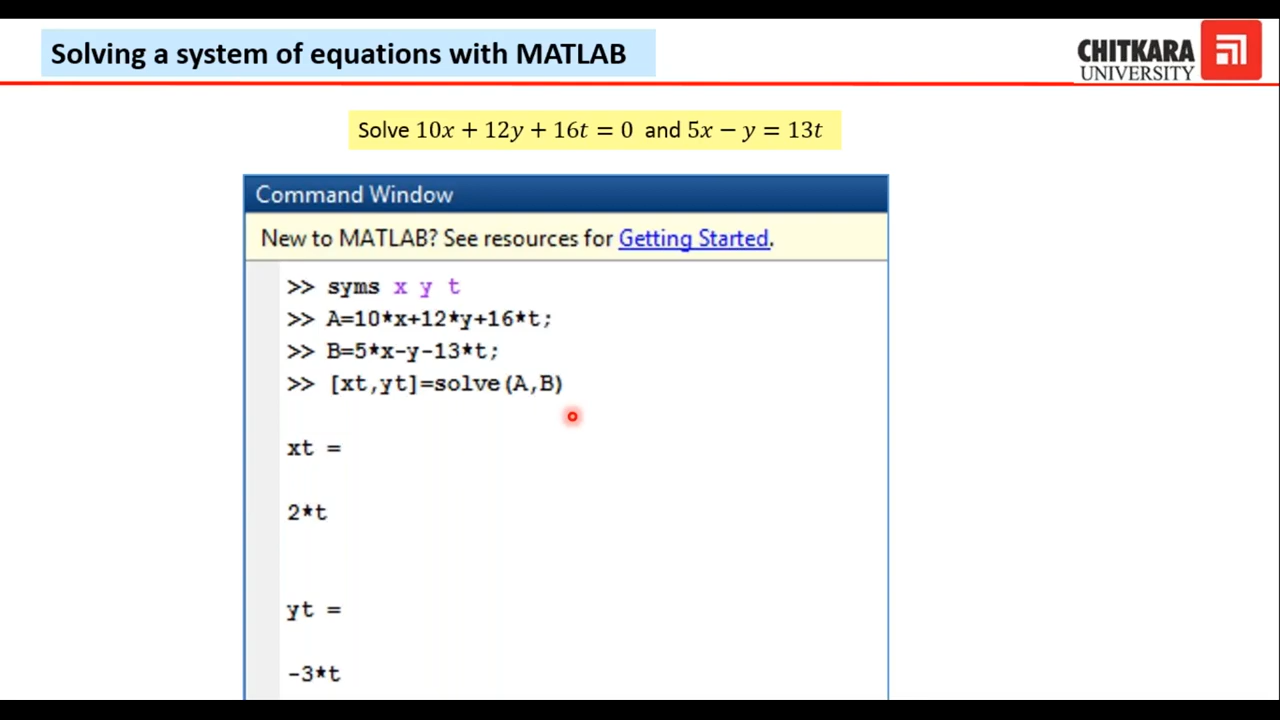 Solving a system of equations with MATLAB
CHITKARA
UNIVERSITY
Solve 10x + 12y + 16t = 0 and 5x − y = 13t
Command Window
New to MATLAB? See resources for Getting Started.
>> syms x y t
>> A=10*x+12*y+16*t;
>> B=5*x-y-13*t;
>> [xt,yt]=solve(A,B)
xt =
2*t
yt =
-3*t